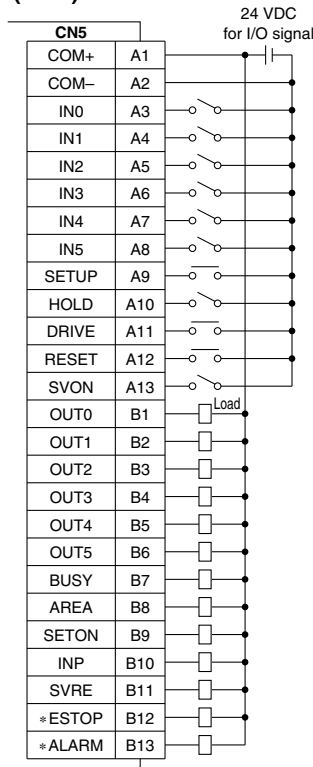 24 VDC
for I/O signal
CN5
COM+ A1
COM– A2
IN0 A3
IN1 A4
IN2 A5
IN3 A6
IN4 A7
IN5 A8
SETUP A9
HOLD A10
DRIVE A11
RESET A12
SVON A13
Load
OUT0 B1
OUT1 B2
OUT2 B3
OUT3 B4
OUT4 B5
OUT5 B6
BUSY B7
AREA B8
SETON B9
INP B10
SVRE B11
∗ESTOP B12
∗ALARM B13